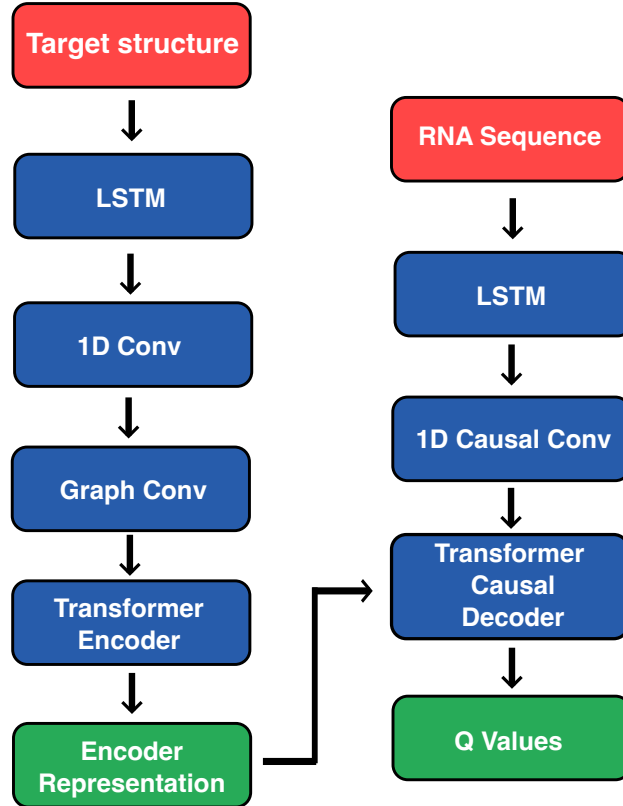 Target structure
LSTM
1D Conv
Graph Conv
Transformer
Encoder
Encoder
Representation
RNA Sequence
LSTM
1D Causal Conv
Transformer
Causal
Decoder
Q Values